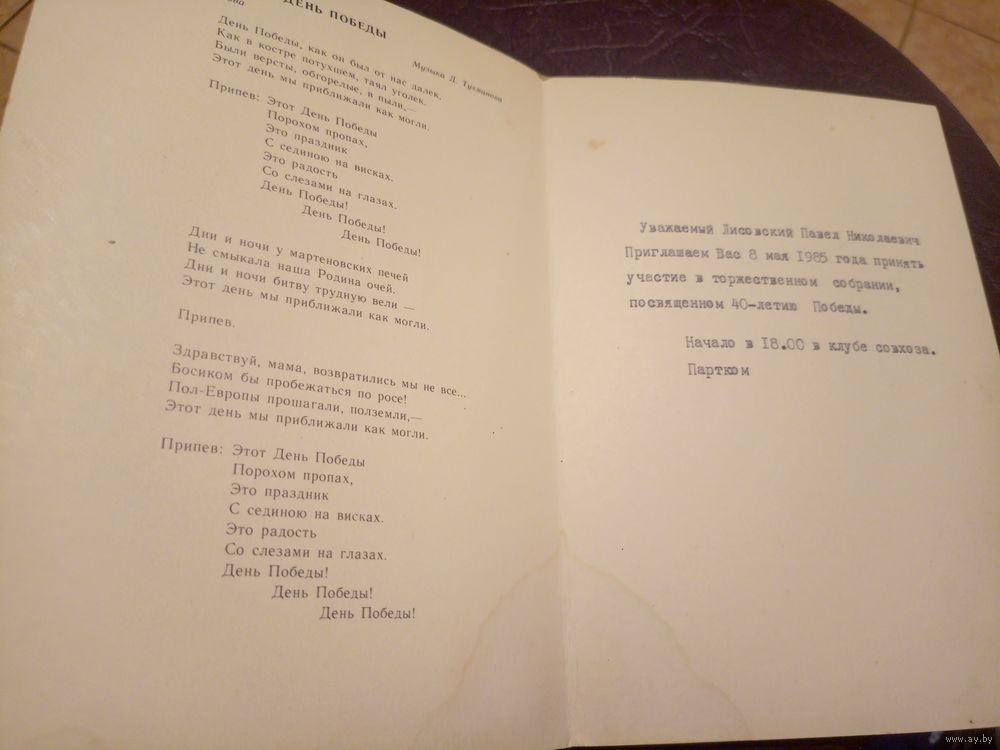 ДЕНЬ ПОБЕДЫ
Музыка Д. Тухманова
День Победы, как он был от нас далек,
Как в костре потухшем, таял уголек.
Были версты, обгорелые, в пыли,—
Этот день мы приближали как могли.
Припев: Этот День Победы
Порохом пропах,
Это праздник
С сединою на висках.
Это радость
Со слезами на глазах.
День Победы!
День Победы!
День Победы!
Дни и ночи у мартеновских печей
Не смыкала наша Родина очей.
Дни и ночи битву трудную вели —
Этот день мы приближали как могли.
Припев.
Здравствуй, мама, возвратились мы не все...
Босиком бы пробежаться по росе!
Пол-Европы прошагали, полземли,—
Этот день мы приближали как могли.
Припев: Этот День Победы
Порохом пропах,
Это праздник
С сединою на висках.
Это радость
Со слезами на глазах.
День Победы!
День Победы!
День Победы!
Уважаемый Лисовский Павел Николаевич
Приглашаем Вас 8 мая 1985 года принять
участие в торжественном собрании,
посвященном 40-летию Победы.
Начало в 18.00 в клубе совхоза.
Партком
www.ay.by